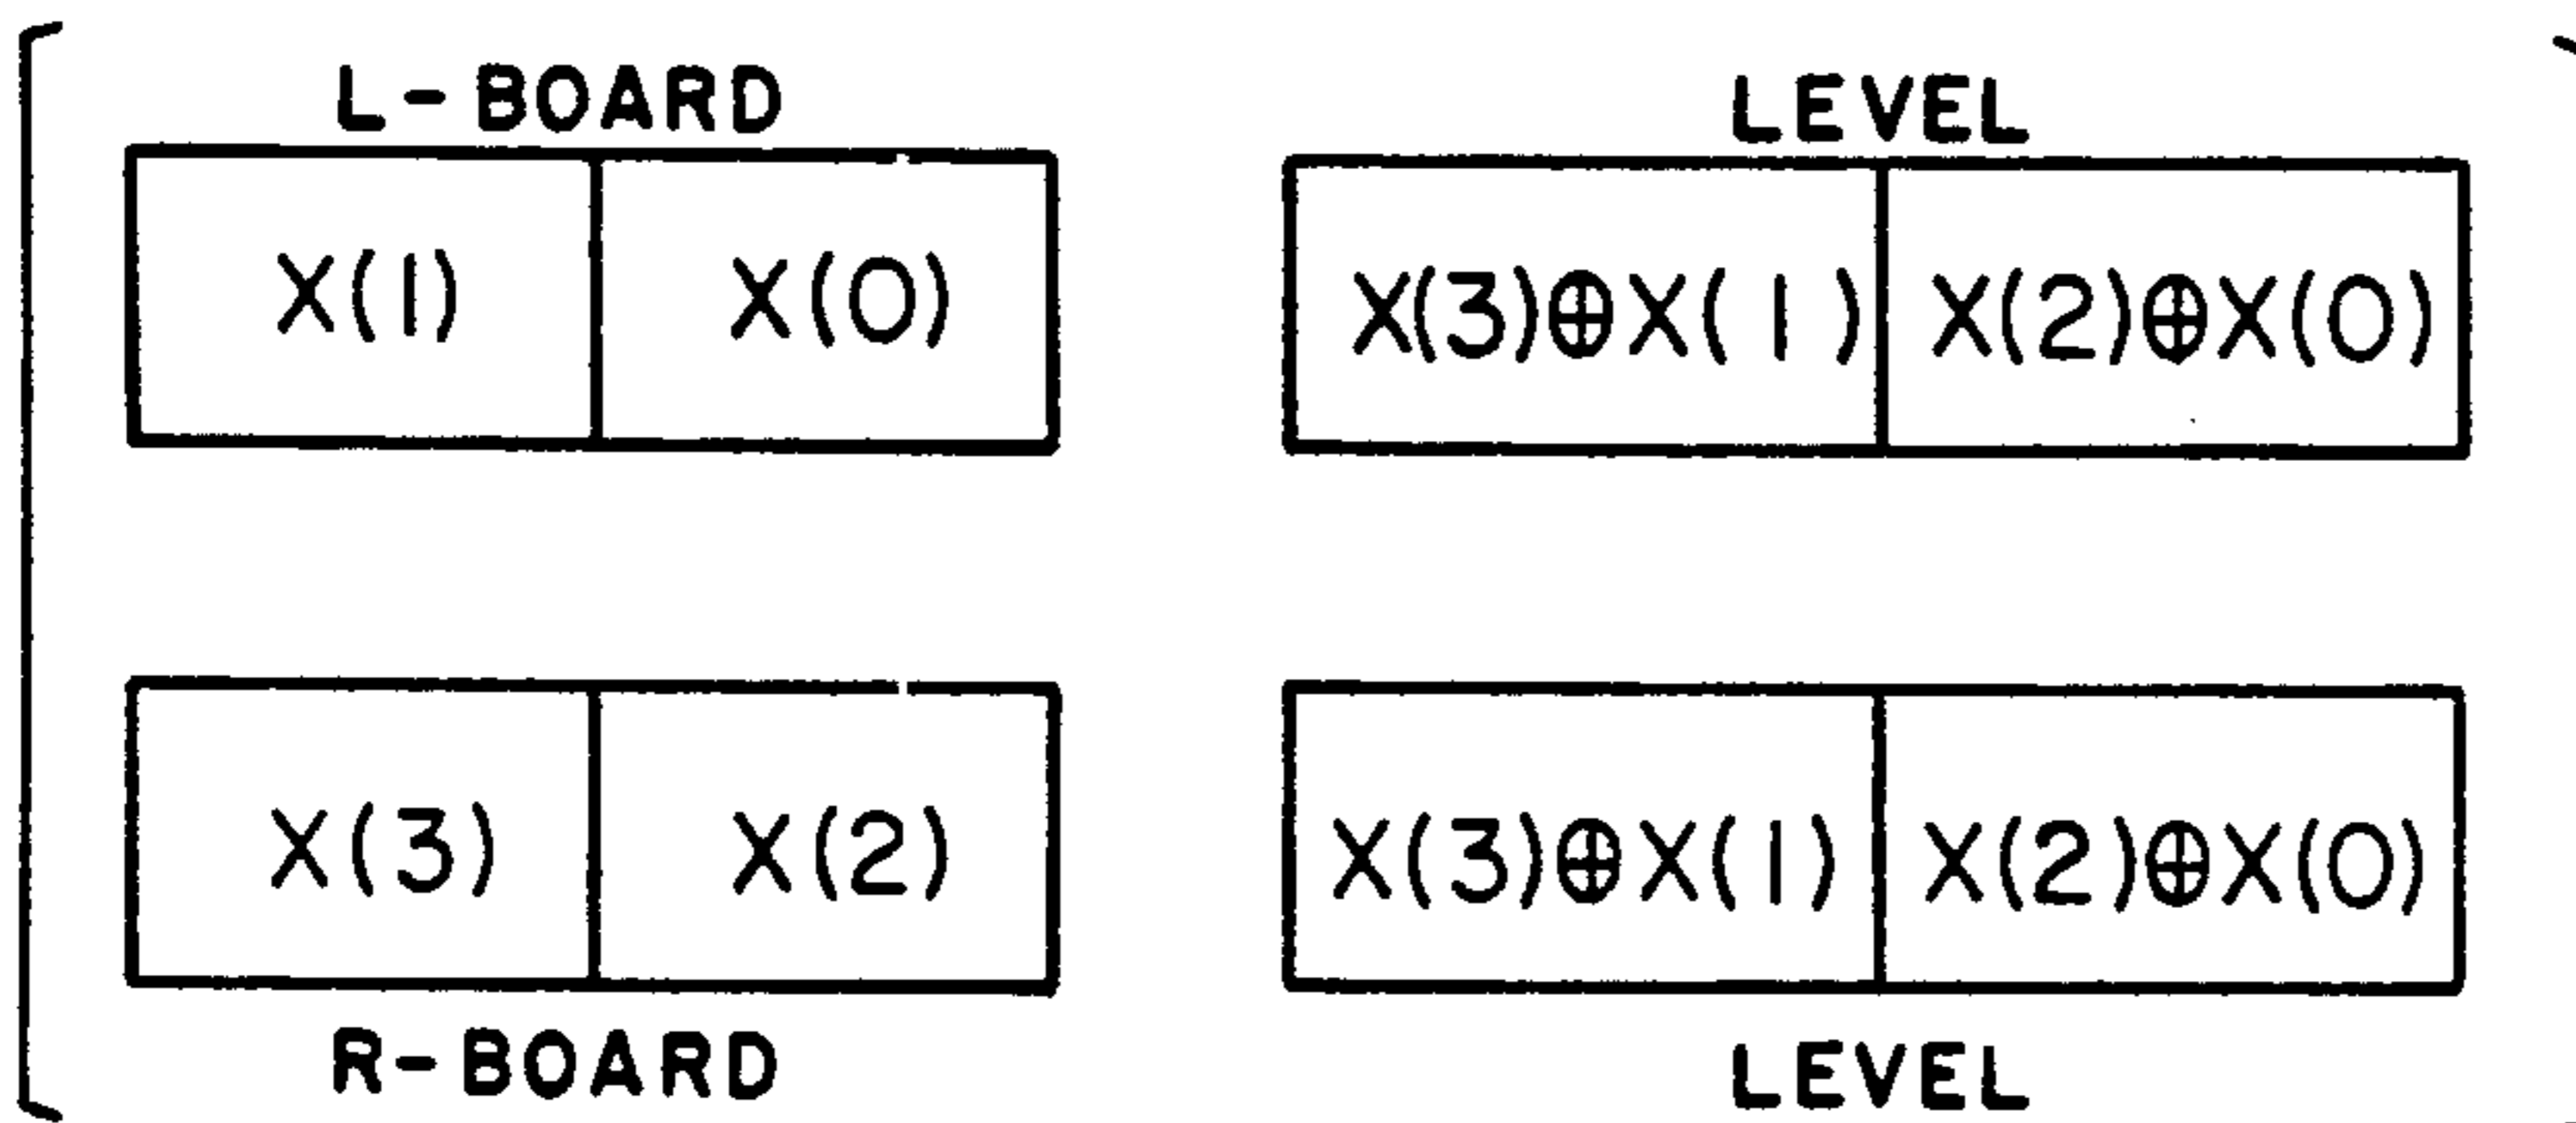 L-BOARD LEVEL
X(1) X(0) X(3)⊕X(1) X(2)⊕X(0)
X(3) X(2) X(3)⊕X(1) X(2)⊕X(0)
R-BOARD LEVEL